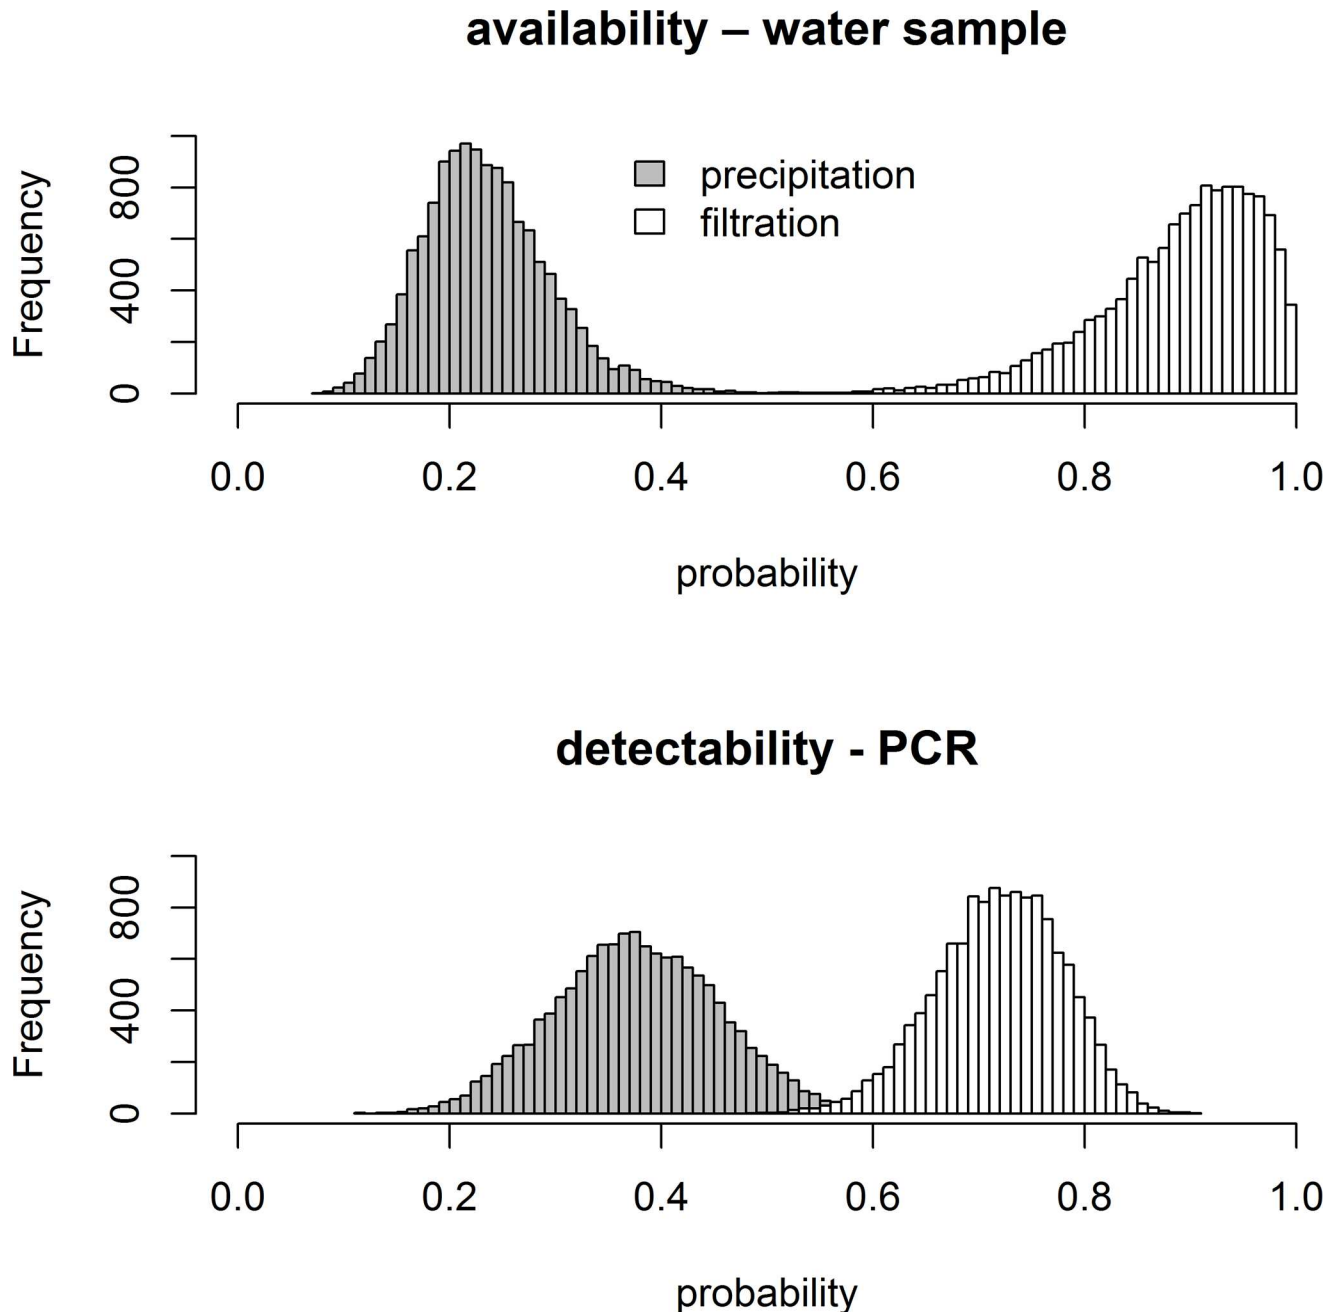 availability – water sample
Frequency
800
400
0
precipitation
filtration
0.0 0.2 0.4 0.6 0.8 1.0
probability
detectability - PCR
Frequency
800
400
0
0.0 0.2 0.4 0.6 0.8 1.0
probability